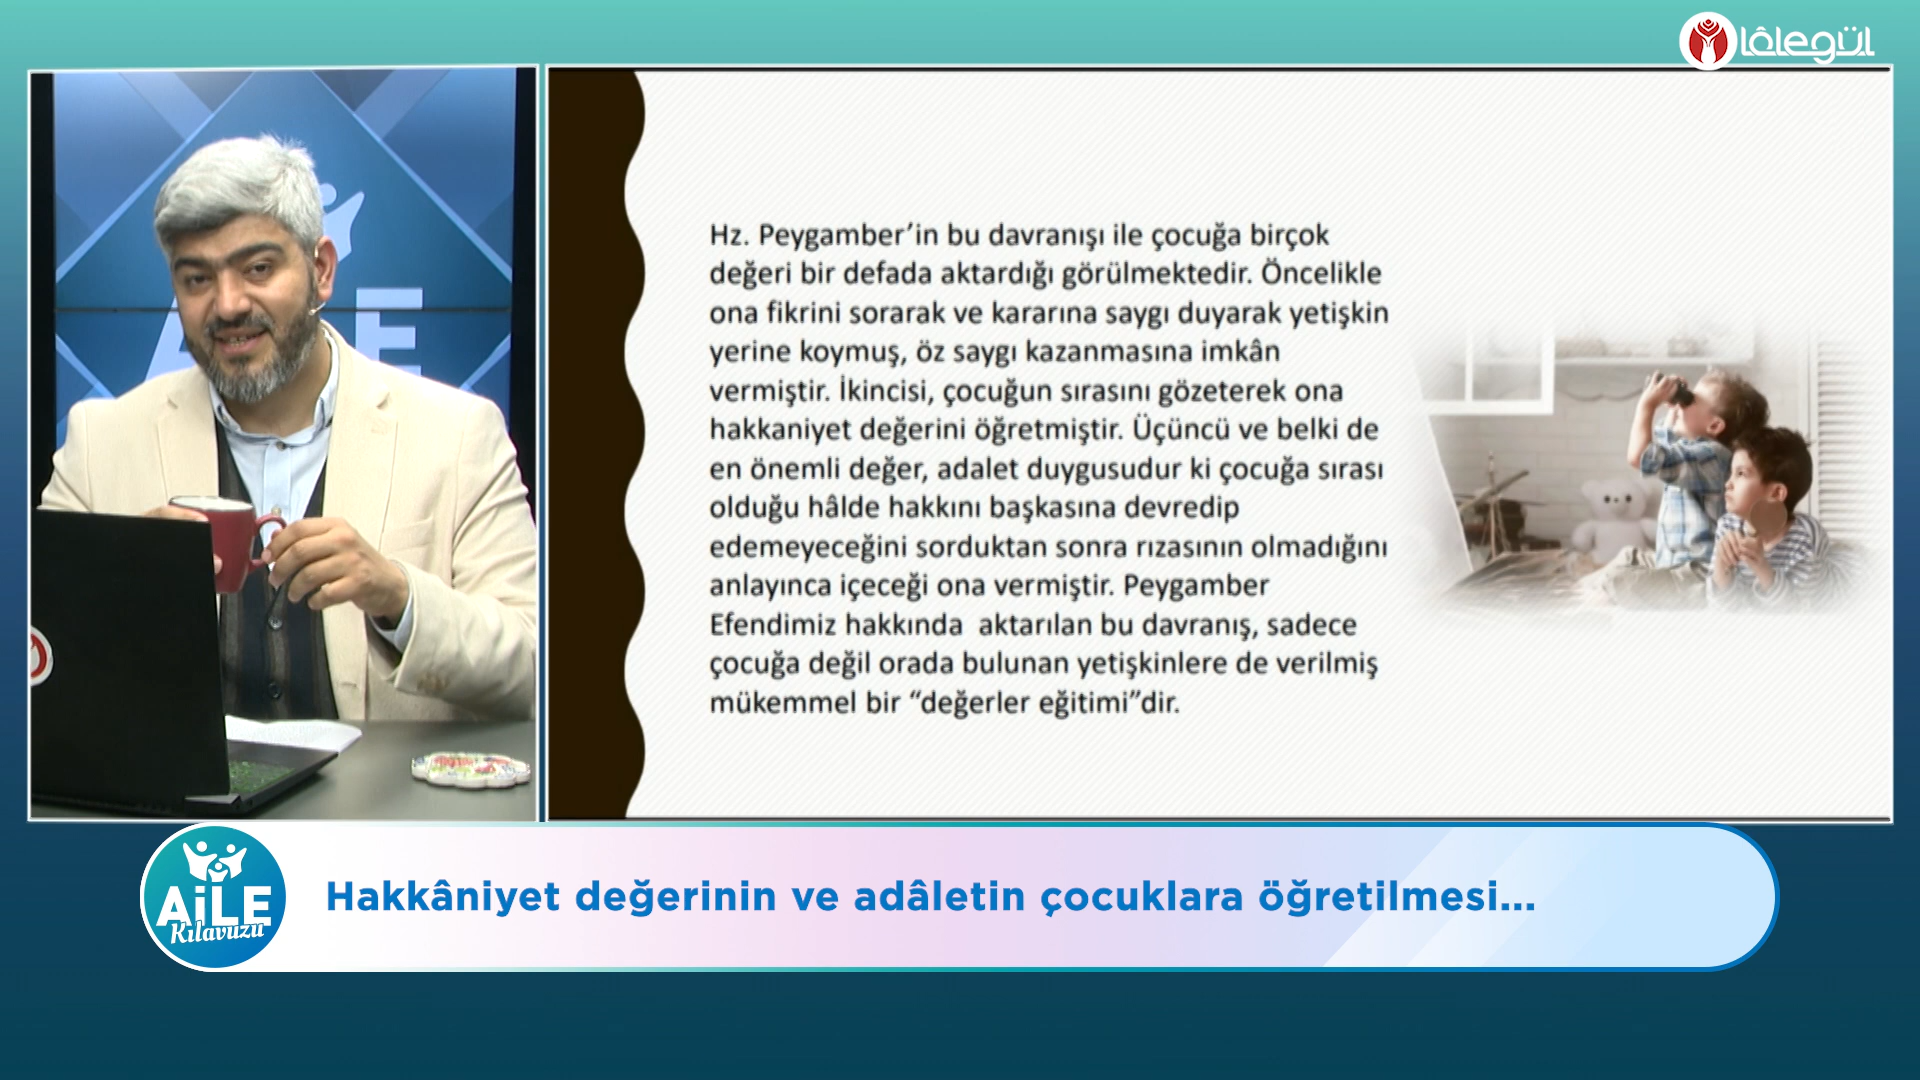 lâlegül
Hz. Peygamber’in bu davranışı ile çocuğa birçok
değeri bir defada aktardığı görülmektedir. Öncelikle
ona fikrini sorarak ve kararına saygı duyarak yetişkin
yerine koymuş, öz saygı kazanmasına imkân
vermiştir. İkincisi, çocuğun sırasını gözeterek ona
hakkaniyet değerini öğretmiştir. Üçüncü ve belki de
en önemli değer, adalet duygusudur ki çocuğa sırası
olduğu hâlde hakkını başkasına devredip
edemeyeceğini sorduktan sonra rızasının olmadığını
anlayınca içeceği ona vermiştir. Peygamber
Efendimiz hakkında  aktarılan bu davranış, sadece
çocuğa değil orada bulunan yetişkinlere de verilmiş
mükemmel bir “değerler eğitimi”dir.
AiLE
Kılavuzu
Hakkâniyet değerinin ve adâletin çocuklara öğretilmesi...